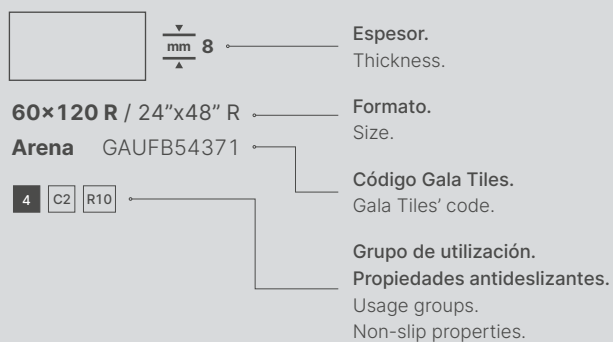 mm 8
Espesor.
Thickness.
60×120 R / 24”x48” R
Formato.
Size.
Arena GAUFB54371
Código Gala Tiles.
Gala Tiles’ code.
4 C2 R10
Grupo de utilización.
Propiedades antideslizantes.
Usage groups.
Non-slip properties.